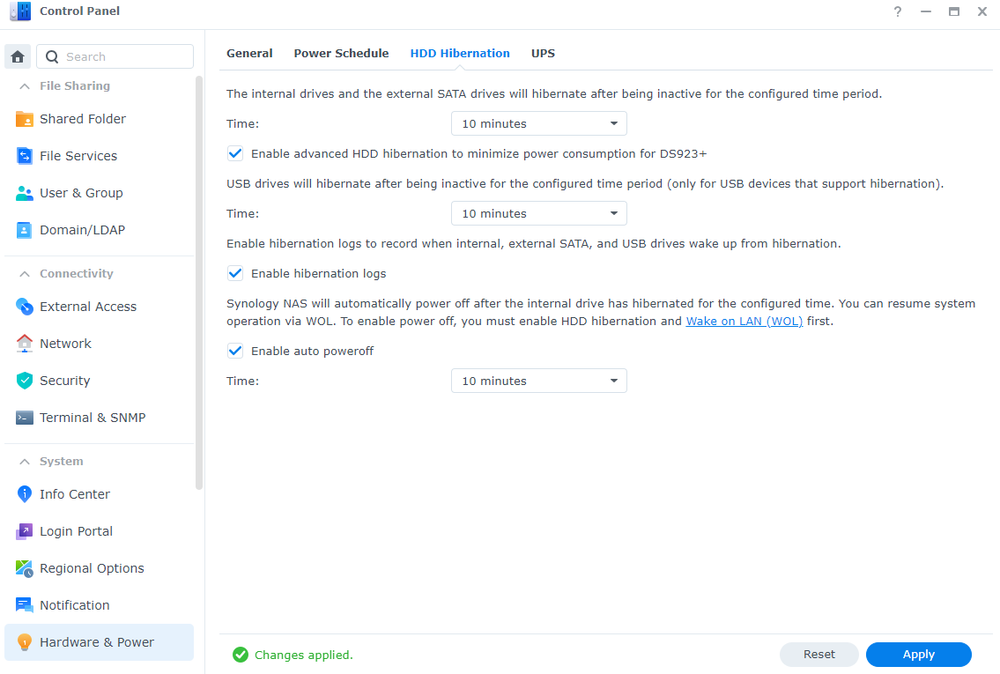 Control Panel
?
Search
File Sharing
Shared Folder
File Services
User & Group
Domain/LDAP
Connectivity
External Access
Network
Security
Terminal & SNMP
System
Info Center
Login Portal
Regional Options
Notification
Hardware & Power
General Power Schedule HDD Hibernation UPS
The internal drives and the external SATA drives will hibernate after being inactive for the configured time period.
Time: 10 minutes
Enable advanced HDD hibernation to minimize power consumption for DS923+
USB drives will hibernate after being inactive for the configured time period (only for USB devices that support hibernation).
Time: 10 minutes
Enable hibernation logs to record when internal, external SATA, and USB drives wake up from hibernation.
Enable hibernation logs
Synology NAS will automatically power off after the internal drive has hibernated for the configured time. You can resume system
operation via WOL. To enable power off, you must enable HDD hibernation and Wake on LAN (WOL) first.
Enable auto poweroff
Time: 10 minutes
Changes applied. Reset Apply